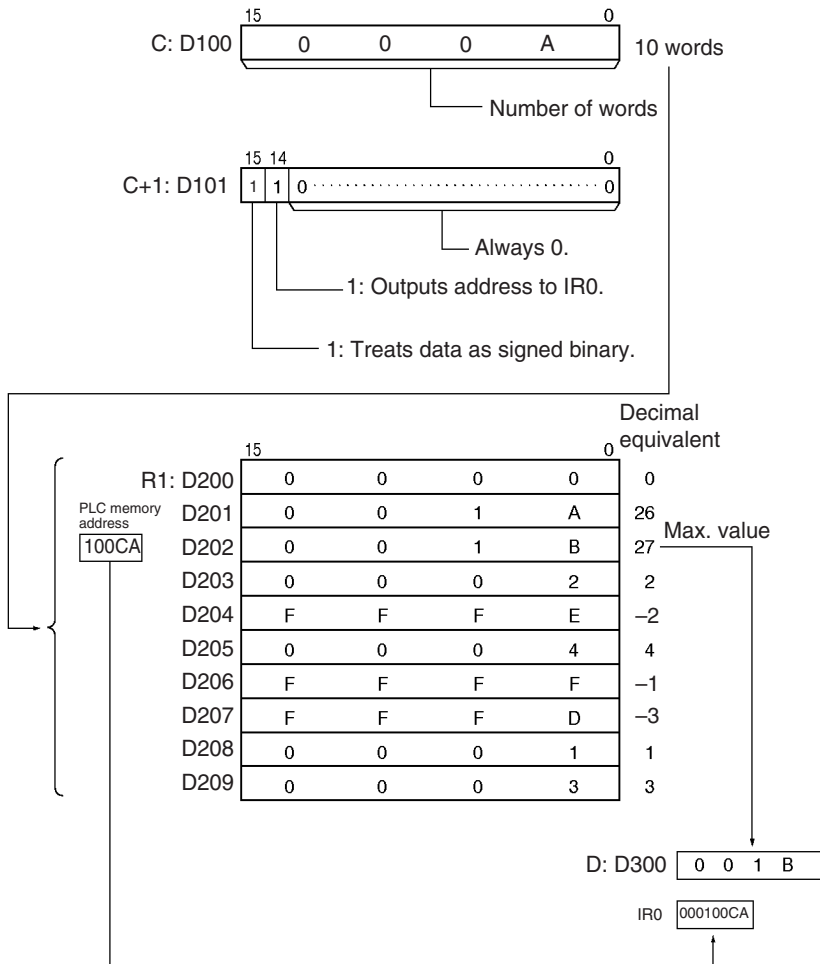 15 0
C: D100 0 0 0 A 10 words
Number of words
15 14 0
C+1: D101 1 1 0 ···································· 0
Always 0.
1: Outputs address to IR0.
1: Treats data as signed binary.
Decimal
equivalent
15 0
R1: D200 0 0 0 0 0
PLC memory
address
D201 0 0 1 A 26
Max. value
100CA D202 0 0 1 B 27
D203 0 0 0 2 2
D204 F F F E –2
D205 0 0 0 4 4
D206 F F F F –1
D207 F F F D –3
D208 0 0 0 1 1
D209 0 0 0 3 3
D: D300 0 0 1 B
IR0 000100CA